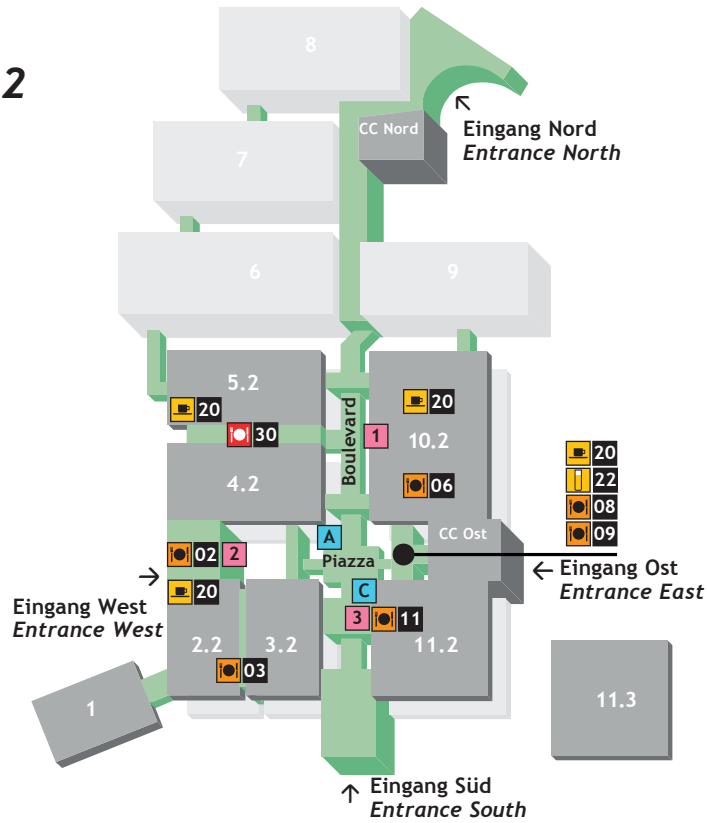 2
8
CC Nord
Eingang Nord
Entrance North
7
6
9
5.2
20
30
Boulevard
1
20
10.2
06
4.2
20
22
08
09
A
CC Ost
02
2
Piazza
Eingang Ost
Entrance East
20
C
Eingang West
Entrance West
3
11
2.2
3.2
11.2
03
1
11.3
Eingang Süd
Entrance South